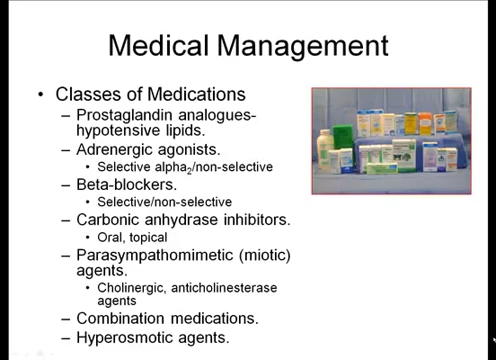 Medical Management
• Classes of Medications
– Prostaglandin analogues-
hypotensive lipids.
– Adrenergic agonists.
• Selective alpha2/non-selective
– Beta-blockers.
• Selective/non-selective
– Carbonic anhydrase inhibitors.
• Oral, topical
– Parasympathomimetic (miotic)
agents.
• Cholinergic, anticholinesterase
agents
– Combination medications.
– Hyperosmotic agents.